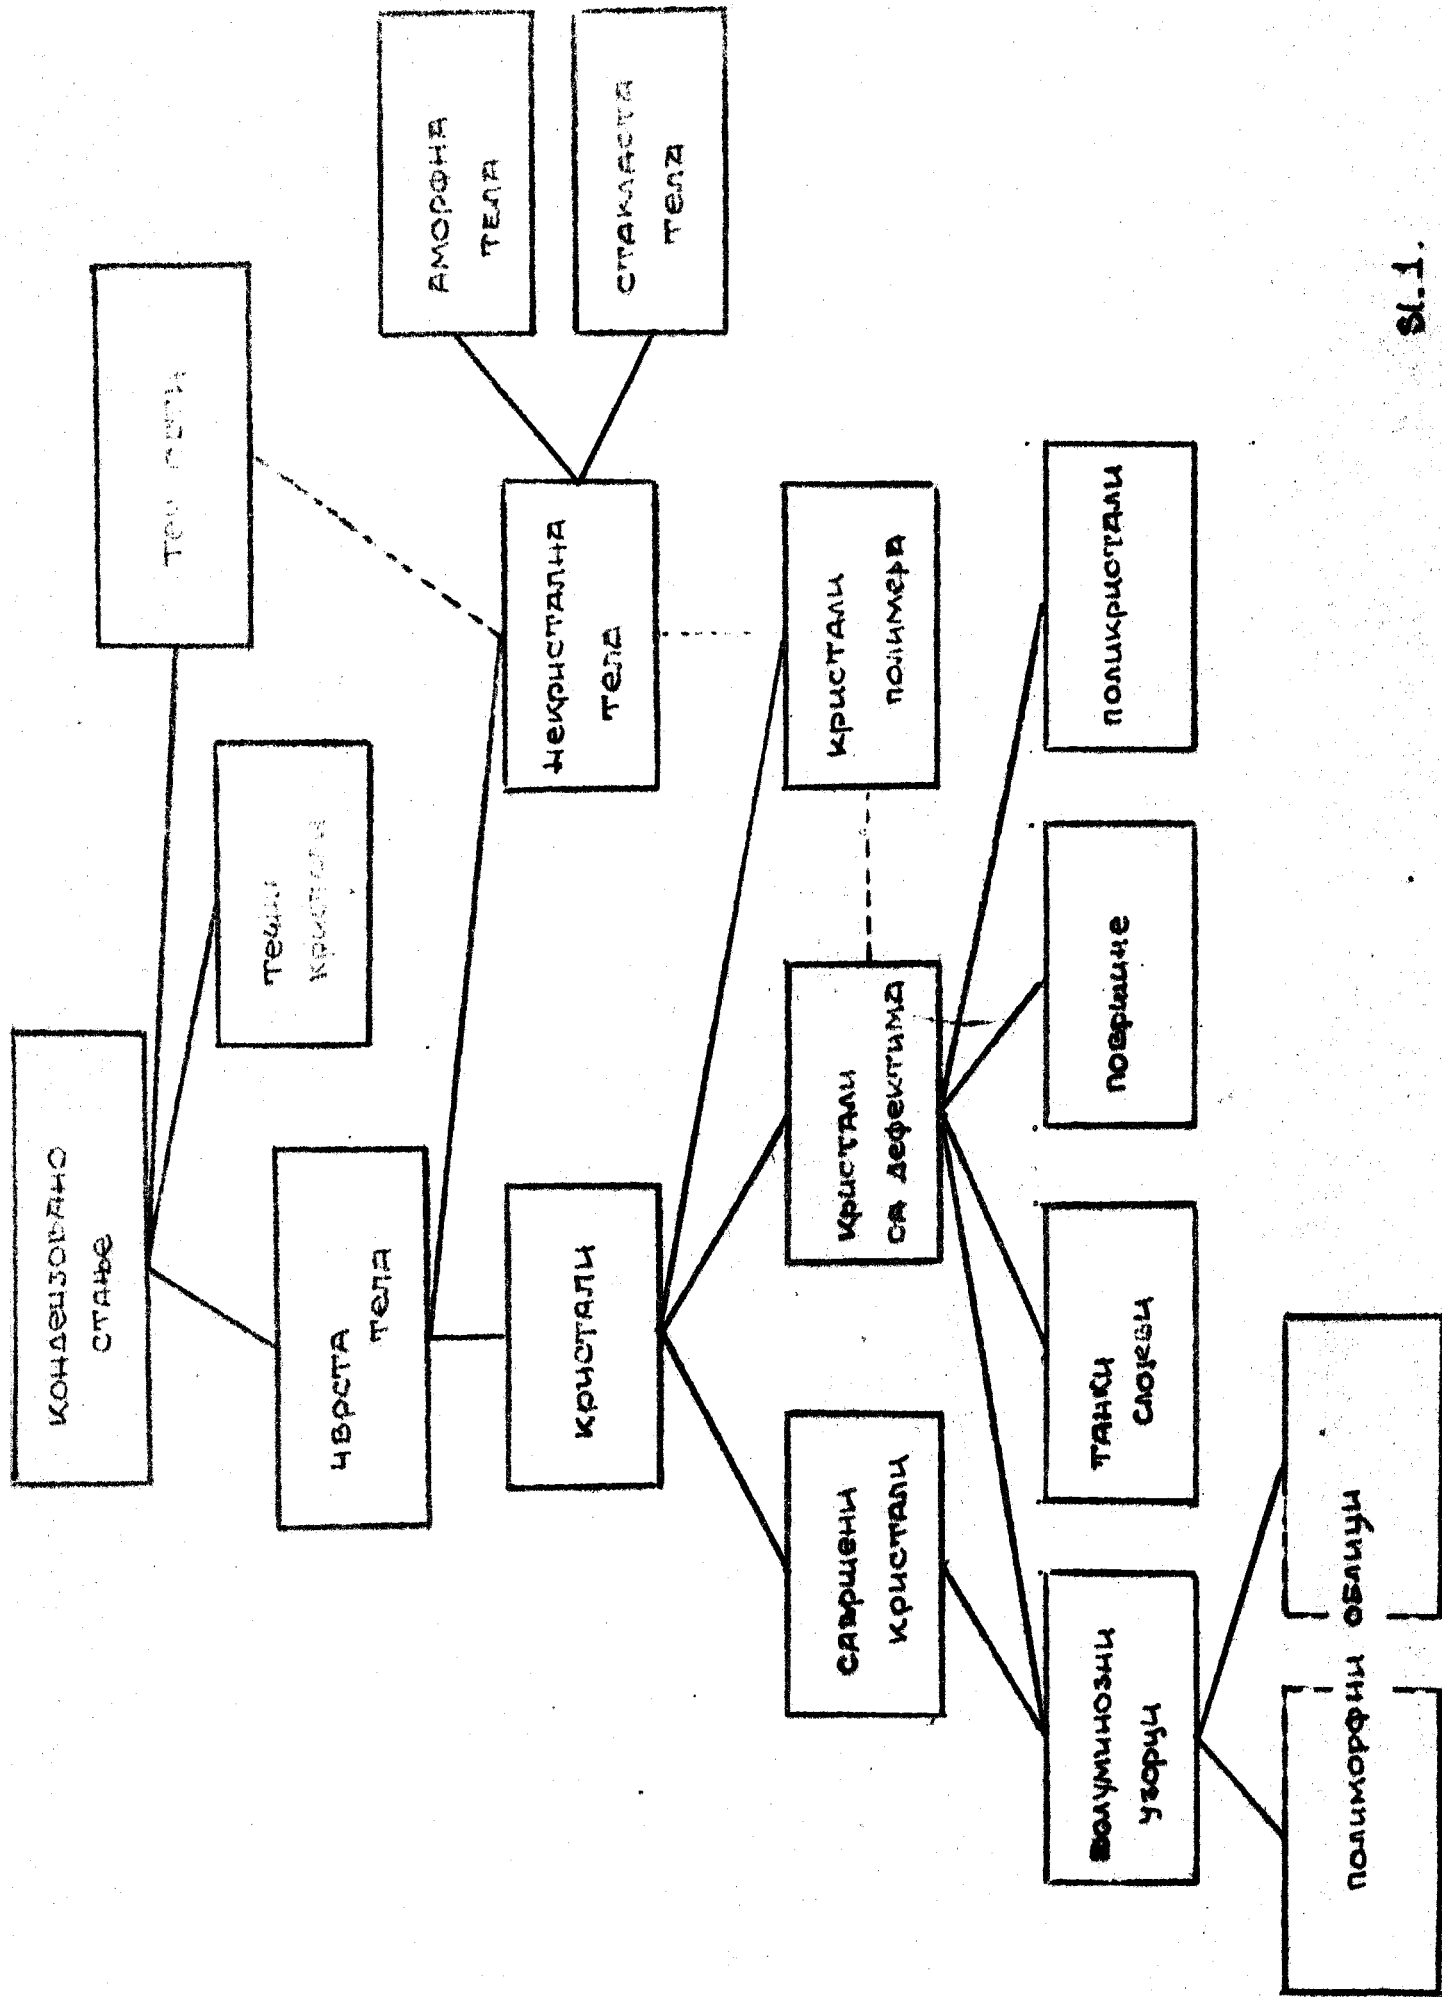 КОНДЕНЗОВАНО
СТАЊЕ
ТЕЧНОСТИ
ТЕЧНИ
КРИСТАЛИ
ЧВРСТА
ТЕЛА
АМОРФНА
ТЕЛА
СТАКЛАСТА
ТЕЛА
КРИСТАЛИ
НЕКРИСТАЛНА
ТЕЛА
САВРШЕНИ
КРИСТАЛИ
КРИСТАЛИ
СА ДЕФЕКТИМА
КРИСТАЛИ
ПОЛИМЕРА
ВОЛУМИНОЗНИ
УЗОРЦИ
ТАНКИ
СЛОЈЕВИ
ПОВРШИНЕ
ПОЛИКРИСТАЛИ
ПОЛИМОРФНИ ОБЛИЦИ
Sl.1.